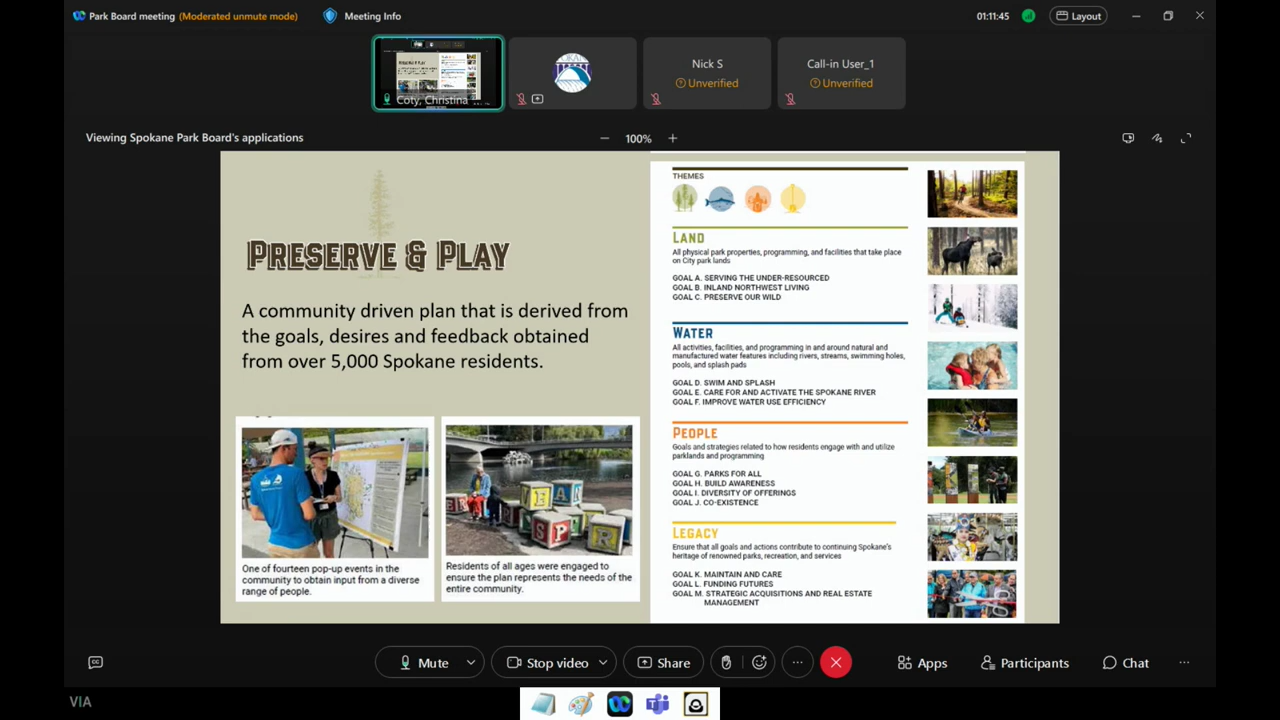 Park Board meeting (Moderated unmute mode)
Meeting Info
01:11:45
Layout
Coty, Christina
Nick S
Unverified
Call-in User_1
Unverified
Viewing Spokane Park Board's applications
100%
PRESERVE & PLAY
A community driven plan that is derived from
the goals, desires and feedback obtained
from over 5,000 Spokane residents.
One of fourteen pop-up events in the
community to obtain input from a diverse
range of people.
Residents of all ages were engaged to
ensure the plan represents the needs of the
entire community.
THEMES
LAND
All physical park properties, programming, and facilities that take place
on City park lands
GOAL A. SERVING THE UNDER-RESOURCED
GOAL B. INLAND NORTHWEST LIVING
GOAL C. PRESERVE OUR WILD
WATER
All activities, facilities, and programming in and around natural and
manufactured water features including rivers, streams, swimming holes,
pools, and splash pads
GOAL D. SWIM AND SPLASH
GOAL E. CARE FOR AND ACTIVATE THE SPOKANE RIVER
GOAL F. IMPROVE WATER USE EFFICIENCY
PEOPLE
Goals and strategies related to how residents engage with and utilize
parklands and programming
GOAL G. PARKS FOR ALL
GOAL H. BUILD AWARENESS
GOAL I. DIVERSITY OF OFFERINGS
GOAL J. CO-EXISTENCE
LEGACY
Ensure that all goals and actions contribute to continuing Spokane's
heritage of renowned parks, recreation, and services
GOAL K. MAINTAIN AND CARE
GOAL L. FUNDING FUTURES
GOAL M. STRATEGIC ACQUISITIONS AND REAL ESTATE
MANAGEMENT
Mute
Stop video
Share
Apps
Participants
Chat
VIA